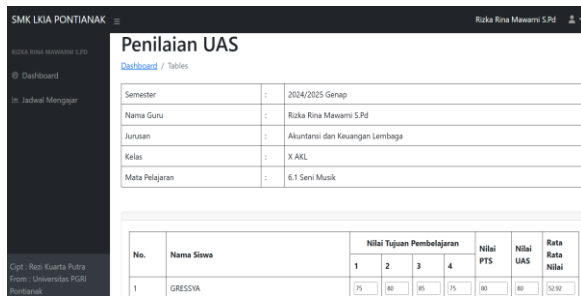 SMK LKIA PONTIANAK
Rizka Rina Mawarni S.Pd
RIZKA RINA MAWARNI S.PD
Dashboard
Jadwal Mengajar
Penilaian UAS
Dashboard / Tables
Semester : 2024/2025 Genap
Nama Guru : Rizka Rina Mawarni S.Pd
Jurusan : Akuntansi dan Keuangan Lembaga
Kelas : X AKL
Mata Pelajaran : 6.1 Seni Musik
No. Nama Siswa Nilai Tujuan Pembelajaran Nilai PTS Nilai UAS Rata Rata Nilai
1 2 3 4
1 GRESSYA 75 80 85 75 80 80 52.92
Cipt : Rezi Kuarta Putra
From : Universitas PGRI
Pontianak